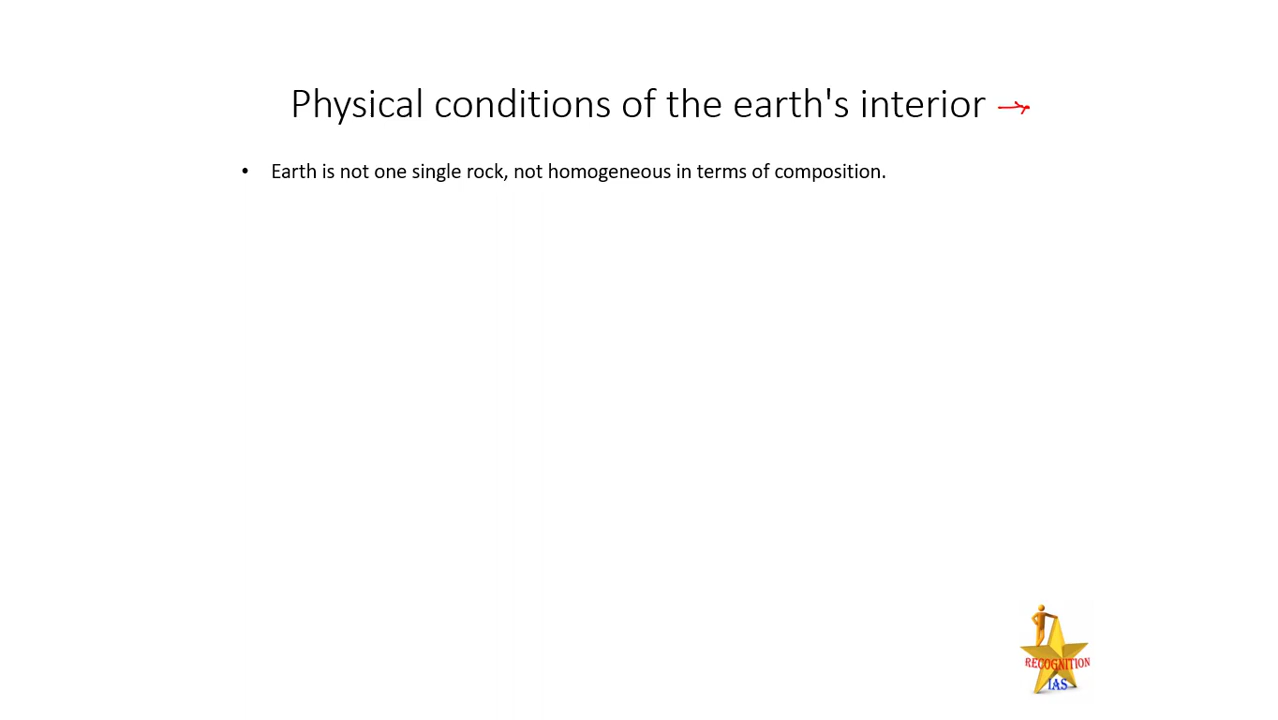 Physical conditions of the earth's interior
• Earth is not one single rock, not homogeneous in terms of composition.
RECOGNITION
IAS